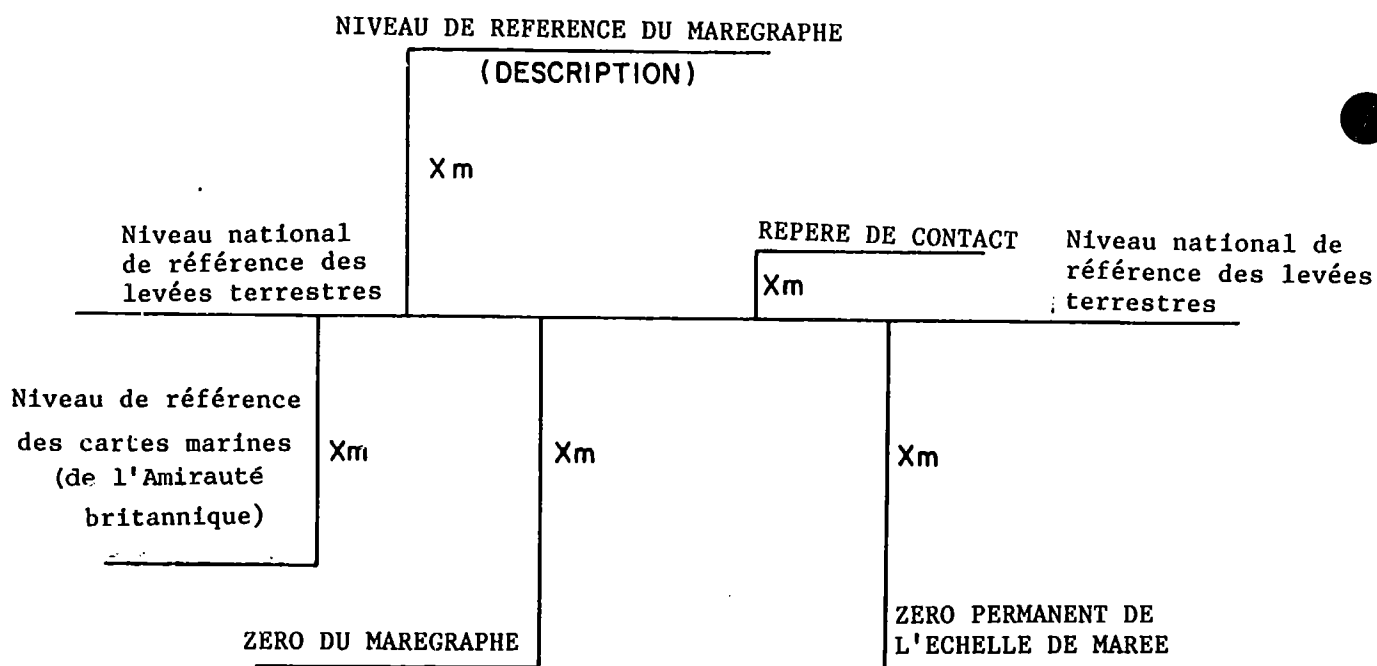 NIVEAU DE REFERENCE DU MAREGRAPHE
(DESCRIPTION)
Xm
Niveau national
de référence des
levées terrestres
REPERE DE CONTACT
Xm
Niveau national de
référence des levées
terrestres
Niveau de référence
des cartes marines
(de l'Amirauté
britannique)
Xm
Xm
Xm
ZERO DU MAREGRAPHE
ZERO PERMANENT DE
L'ECHELLE DE MAREE